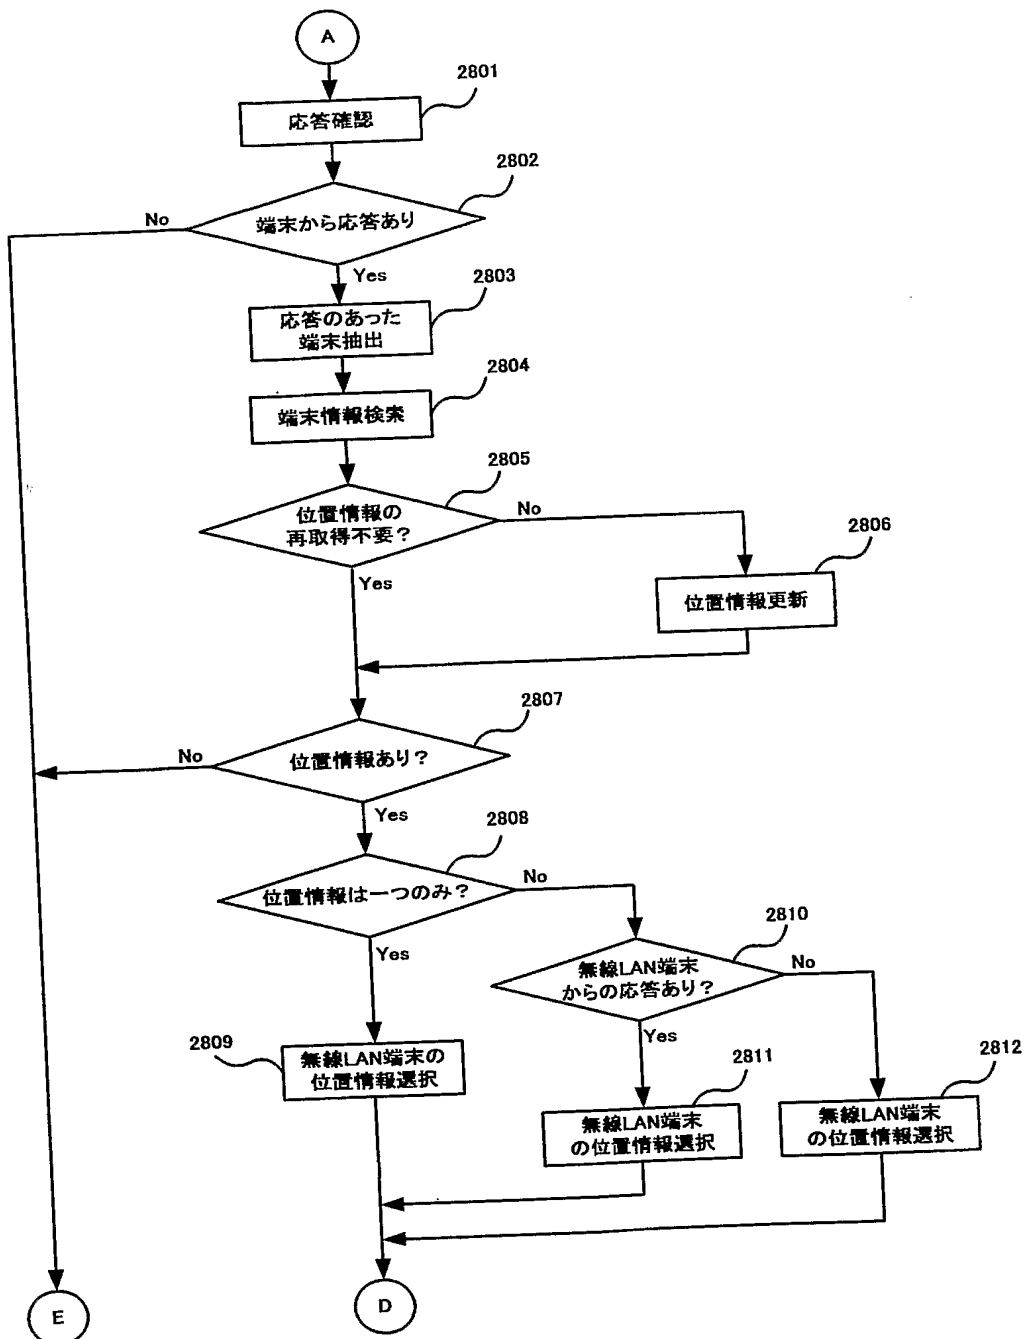 A
2801
応答確認
2802
端末から応答あり
No
Yes
2803
応答のあった
端末抽出
2804
端末情報検索
2805
位置情報の
再取得不要？
No
Yes
2806
位置情報更新
2807
位置情報あり？
No
Yes
2808
位置情報は一つのみ？
No
Yes
2810
無線LAN端末
からの応答あり？
No
Yes
2809
無線LAN端末の
位置情報選択
2811
無線LAN端末
の位置情報選択
2812
無線LAN端末
の位置情報選択
E
D